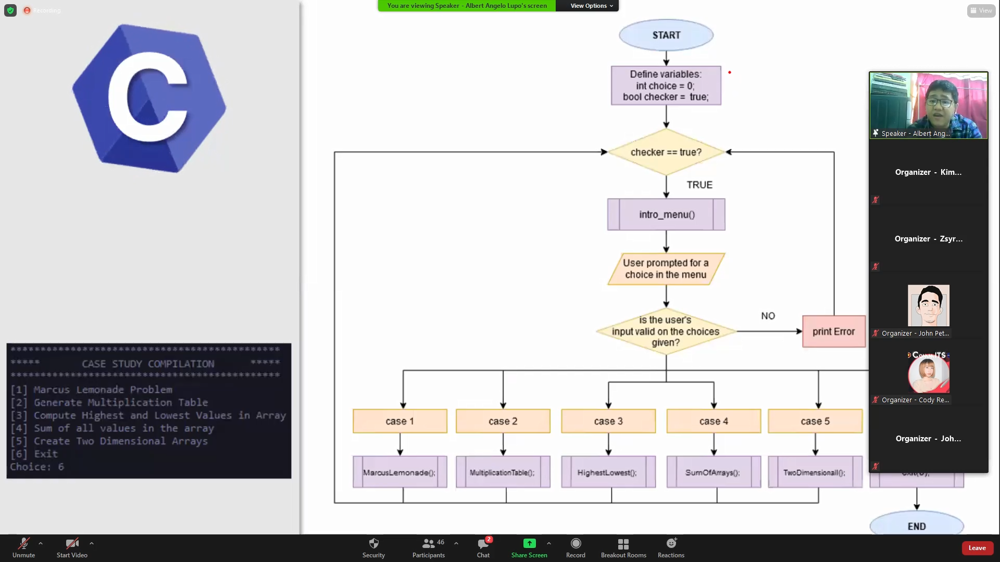 Recording
You are viewing Speaker - Albert Angelo Lupo's screen
View Options
View
C
START
Define variables:
int choice = 0;
bool checker = true;
checker == true?
TRUE
intro_menu()
User prompted for a
choice in the menu
is the user's
input valid on the choices
given?
NO
print Error
case 1
case 2
case 3
case 4
case 5
MarcusLemonade();
MultiplicationTable();
HighestLowest();
SumOfArrays();
TwoDimensionall();
END
*********************************************
***** CASE STUDY COMPILATION *****
*********************************************
[1] Marcus Lemonade Problem
[2] Generate Multiplication Table
[3] Compute Highest and Lowest Values in Array
[4] Sum of all values in the array
[5] Create Two Dimensional Arrays
[6] Exit
Choice: 6
Speaker - Albert Ang...
Organizer - Kim...
Organizer - Zsyr...
Organizer - John Pet...
Organizer - Cody Re...
Organizer - Joh...
Unmute
Start Video
Security
Participants
46
Chat
2
Share Screen
Record
Breakout Rooms
Reactions
Leave